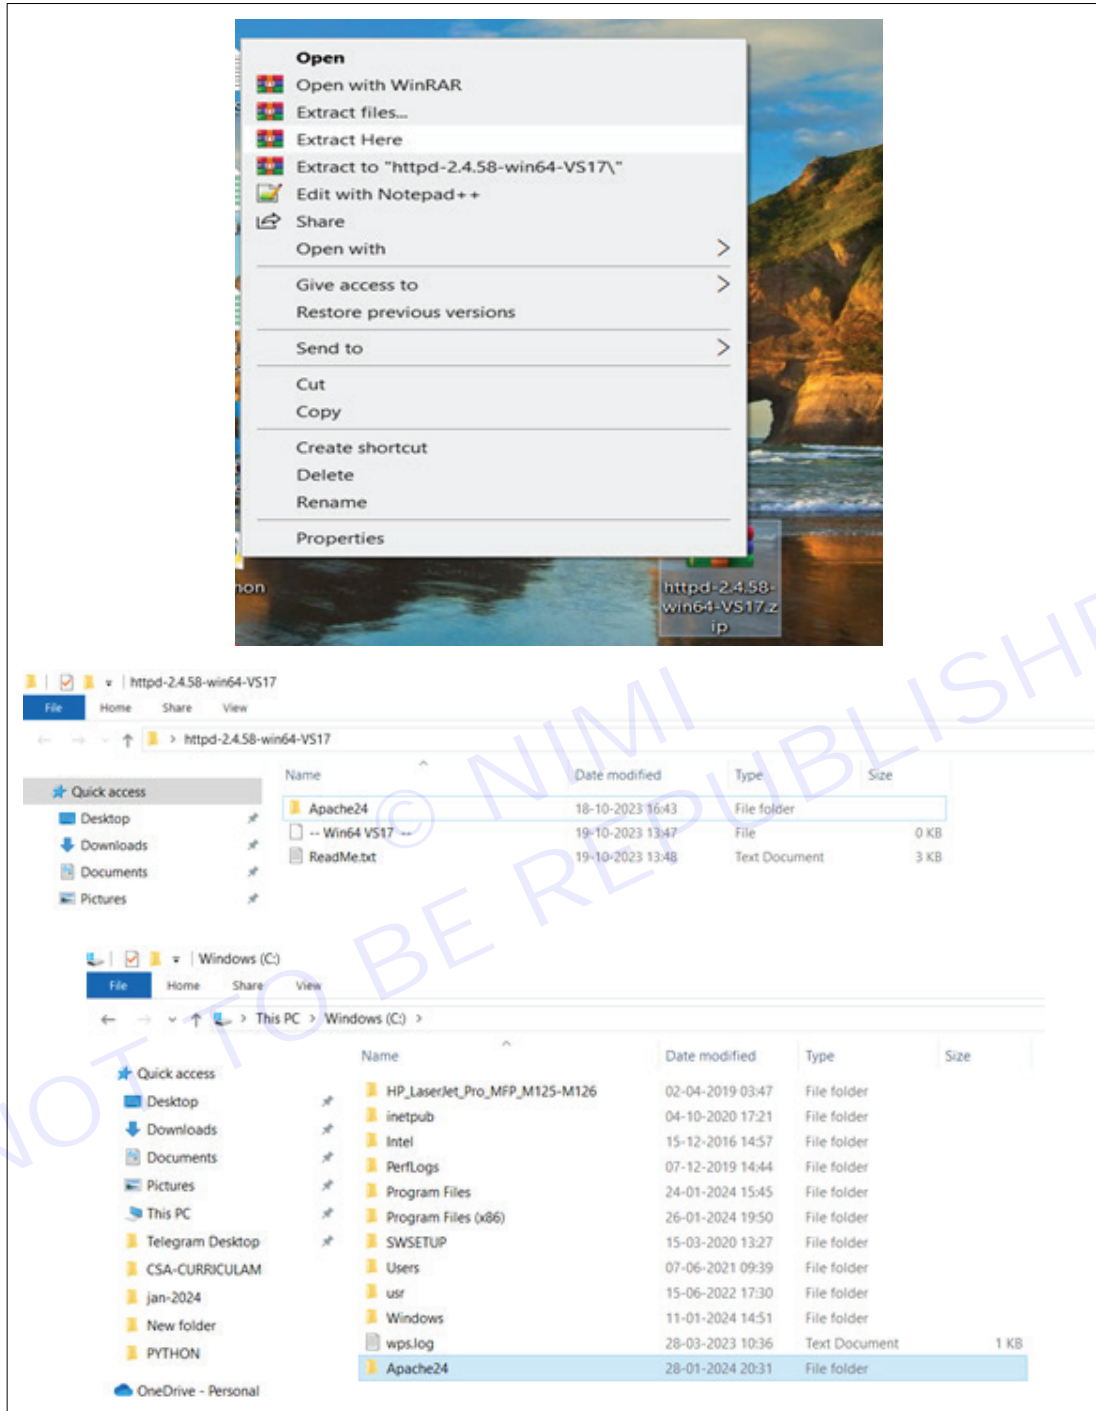 Open
Open with WinRAR
Extract files...
Extract Here
Extract to "httpd-2.4.58-win64-VS17\"
Edit with Notepad++
Share
Open with
Give access to
Restore previous versions
Send to
Cut
Copy
Create shortcut
Delete
Rename
Properties
httpd-2.4.58-
win64-VS17.z
ip
httpd-2.4.58-win64-VS17
File Home Share View
httpd-2.4.58-win64-VS17
Name Date modified Type Size
Quick access
Desktop
Downloads
Documents
Pictures
Apache24 18-10-2023 16:43 File folder
-- Win64 VS17 -- 19-10-2023 13:47 File 0 KB
ReadMe.txt 19-10-2023 13:48 Text Document 3 KB
Windows (C:)
File Home Share View
This PC > Windows (C:) >
Name Date modified Type Size
Quick access
Desktop
Downloads
Documents
Pictures
This PC
Telegram Desktop
CSA-CURRICULAM
jan-2024
New folder
PYTHON
OneDrive - Personal
HP_LaserJet_Pro_MFP_M125-M126 02-04-2019 03:47 File folder
inetpub 04-10-2020 17:21 File folder
Intel 15-12-2016 14:57 File folder
PerfLogs 07-12-2019 14:44 File folder
Program Files 24-01-2024 15:45 File folder
Program Files (x86) 26-01-2024 19:50 File folder
SWSETUP 15-03-2020 13:27 File folder
Users 07-06-2021 09:39 File folder
usr 15-06-2022 17:30 File folder
Windows 11-01-2024 14:51 File folder
wps.log 28-03-2023 10:36 Text Document 1 KB
Apache24 28-01-2024 20:31 File folder
© NIMI
NOT TO BE REPUBLISHE